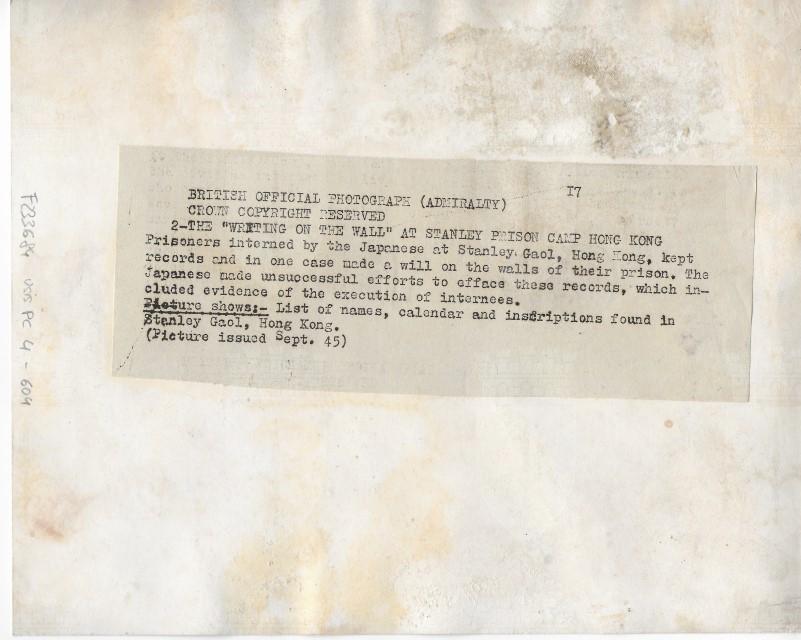 I7
BRITISH OFFICIAL PHOTOGRAPH (ADMIRALTY)
CROWN COPYRIGHT RESERVED
2-THE "WRITING ON THE WALL" AT STANLEY PRISON CAMP HONG KONG
Prisoners interned by the Japanese at Stanley Gaol, Hong Kong, kept
records and in one case made a will on the walls of their prison. The
Japanese made unsuccessful efforts to efface these records, which in-
cluded evidence of the execution of internees.
Picture shows:- List of names, calendar and inscriptions found in
Stanley Gaol, Hong Kong.
(Picture issued Sept. 45)
PC 4 - 604